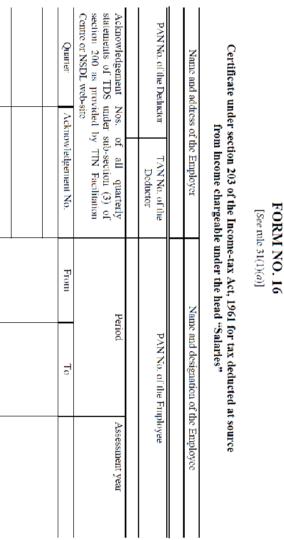 FORM NO. 16
[See rule 31(1)(a)]
Certificate under section 203 of the Income-tax Act, 1961 for tax deducted at source
from income chargeable under the head "Salaries"
Name and address of the Employer
Name and designation of the Employee
PAN No. of the Deductor
TAN No. of the
Deductor
PAN No. of the Employee
Acknowledgement Nos. of all quarterly
statements of TDS under sub-section (3) of
section 200 as provided by TIN Facilitation
Centre or NSDL web-site
Period
Assessment year
Quarter
Acknowledgement No.
From
To